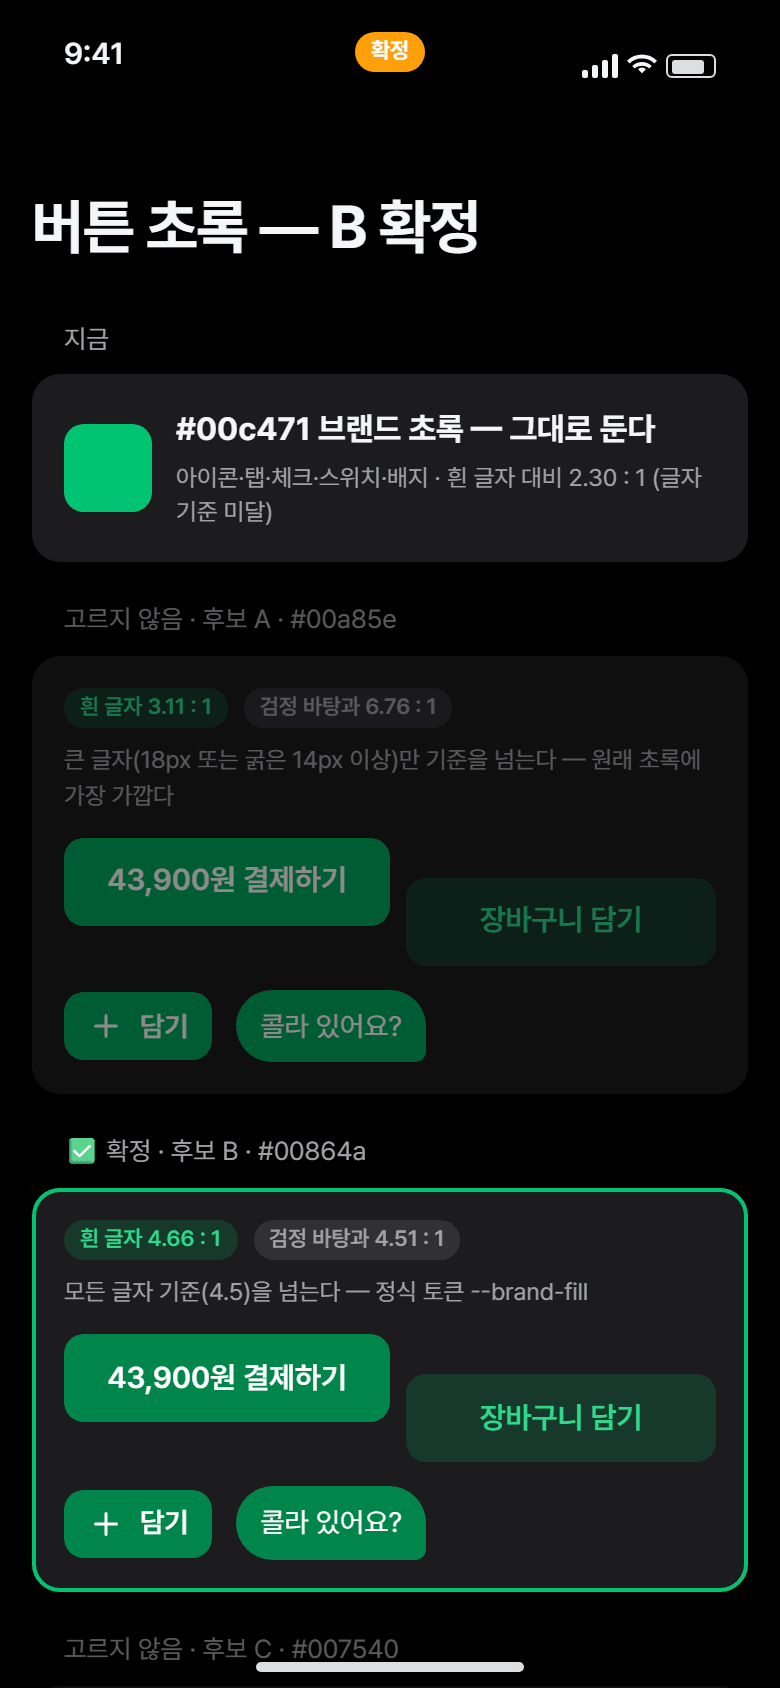 9:41
확정
버튼 초록 — B 확정
지금
#00c471 브랜드 초록 — 그대로 둔다
아이콘·탭·체크·스위치·배지 · 흰 글자 대비 2.30 : 1 (글자
기준 미달)
고르지 않음 · 후보 A · #00a85e
흰 글자 3.11 : 1
검정 바탕과 6.76 : 1
큰 글자(18px 또는 굵은 14px 이상)만 기준을 넘는다 — 원래 초록에
가장 가깝다
43,900원 결제하기
장바구니 담기
+ 담기
콜라 있어요?
✅ 확정 · 후보 B · #00864a
흰 글자 4.66 : 1
검정 바탕과 4.51 : 1
모든 글자 기준(4.5)을 넘는다 — 정식 토큰 --brand-fill
43,900원 결제하기
장바구니 담기
+ 담기
콜라 있어요?
고르지 않음 · 후보 C · #007540